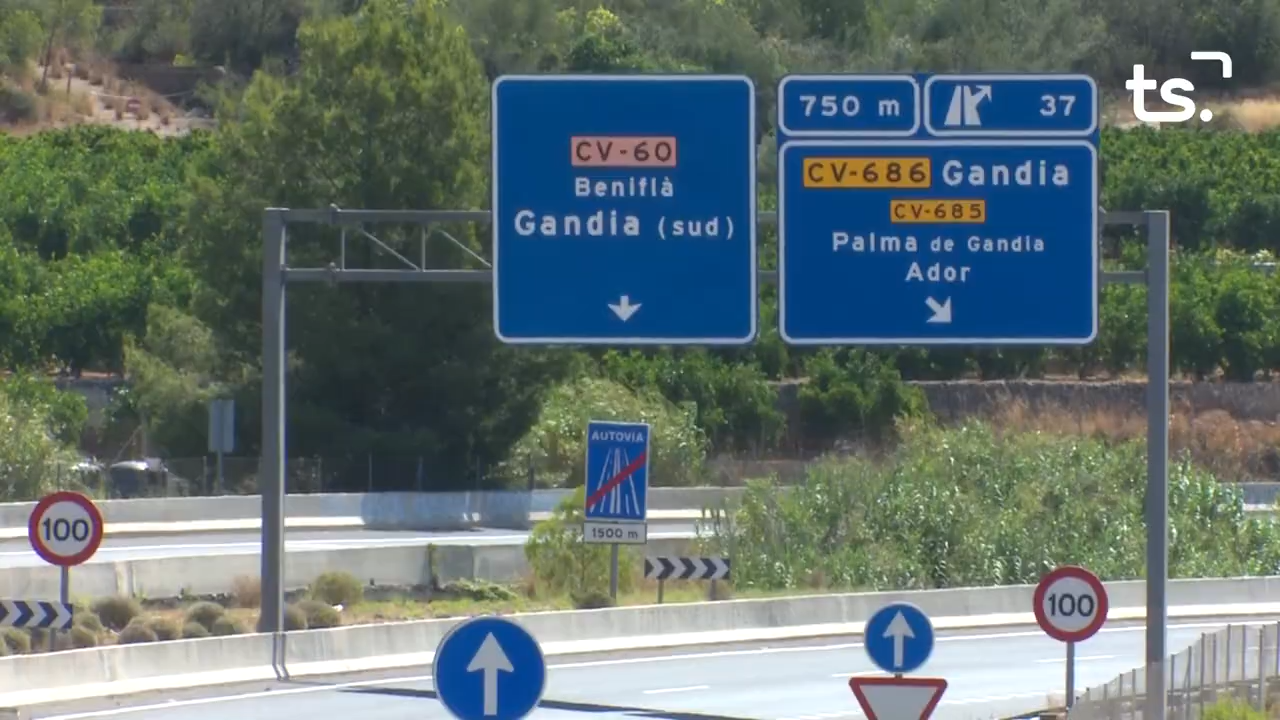 ts.
CV-60
Beniflà
Gandia (sud)
750 m
37
CV-686 Gandia
CV-685
Palma de Gandia
Ador
AUTOVIA
1500 m
100
100